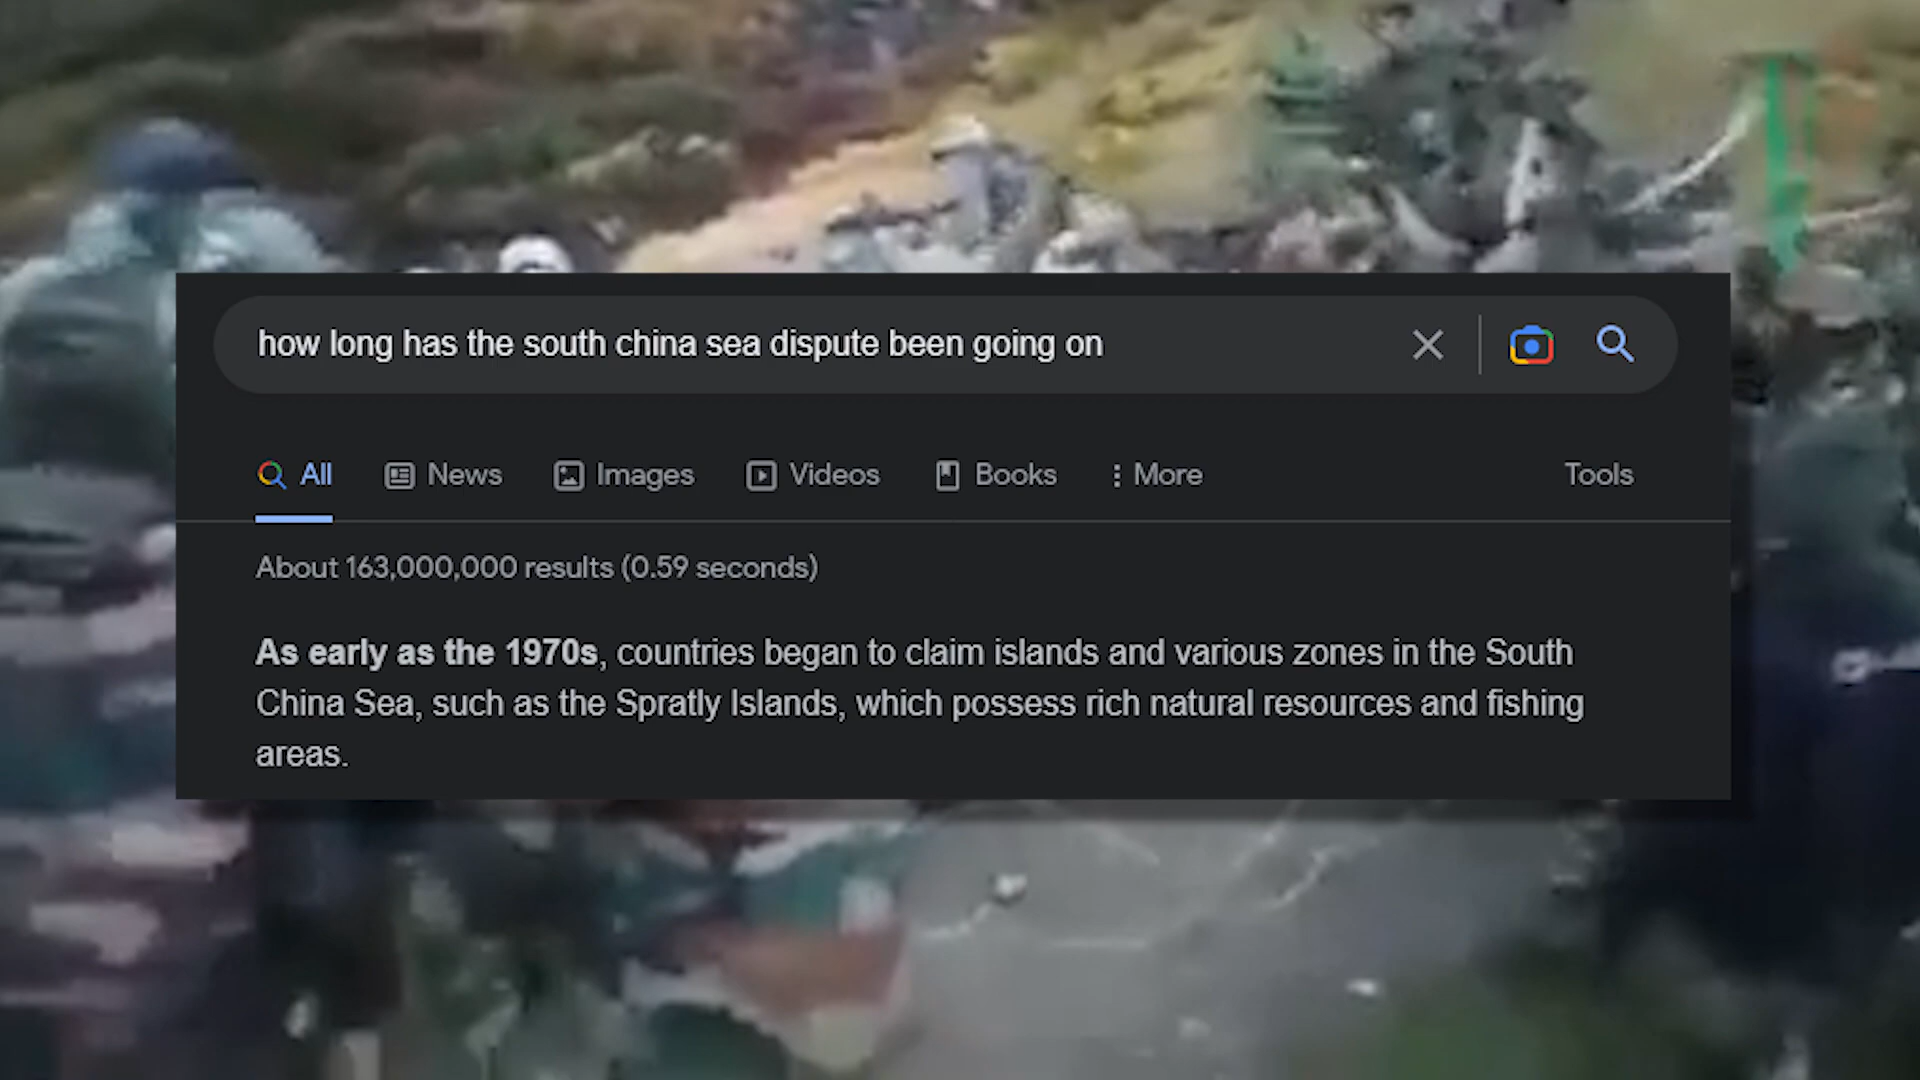 how long has the south china sea dispute been going on
All News Images Videos Books More Tools
About 163,000,000 results (0.59 seconds)
As early as the 1970s, countries began to claim islands and various zones in the South
China Sea, such as the Spratly Islands, which possess rich natural resources and fishing
areas.